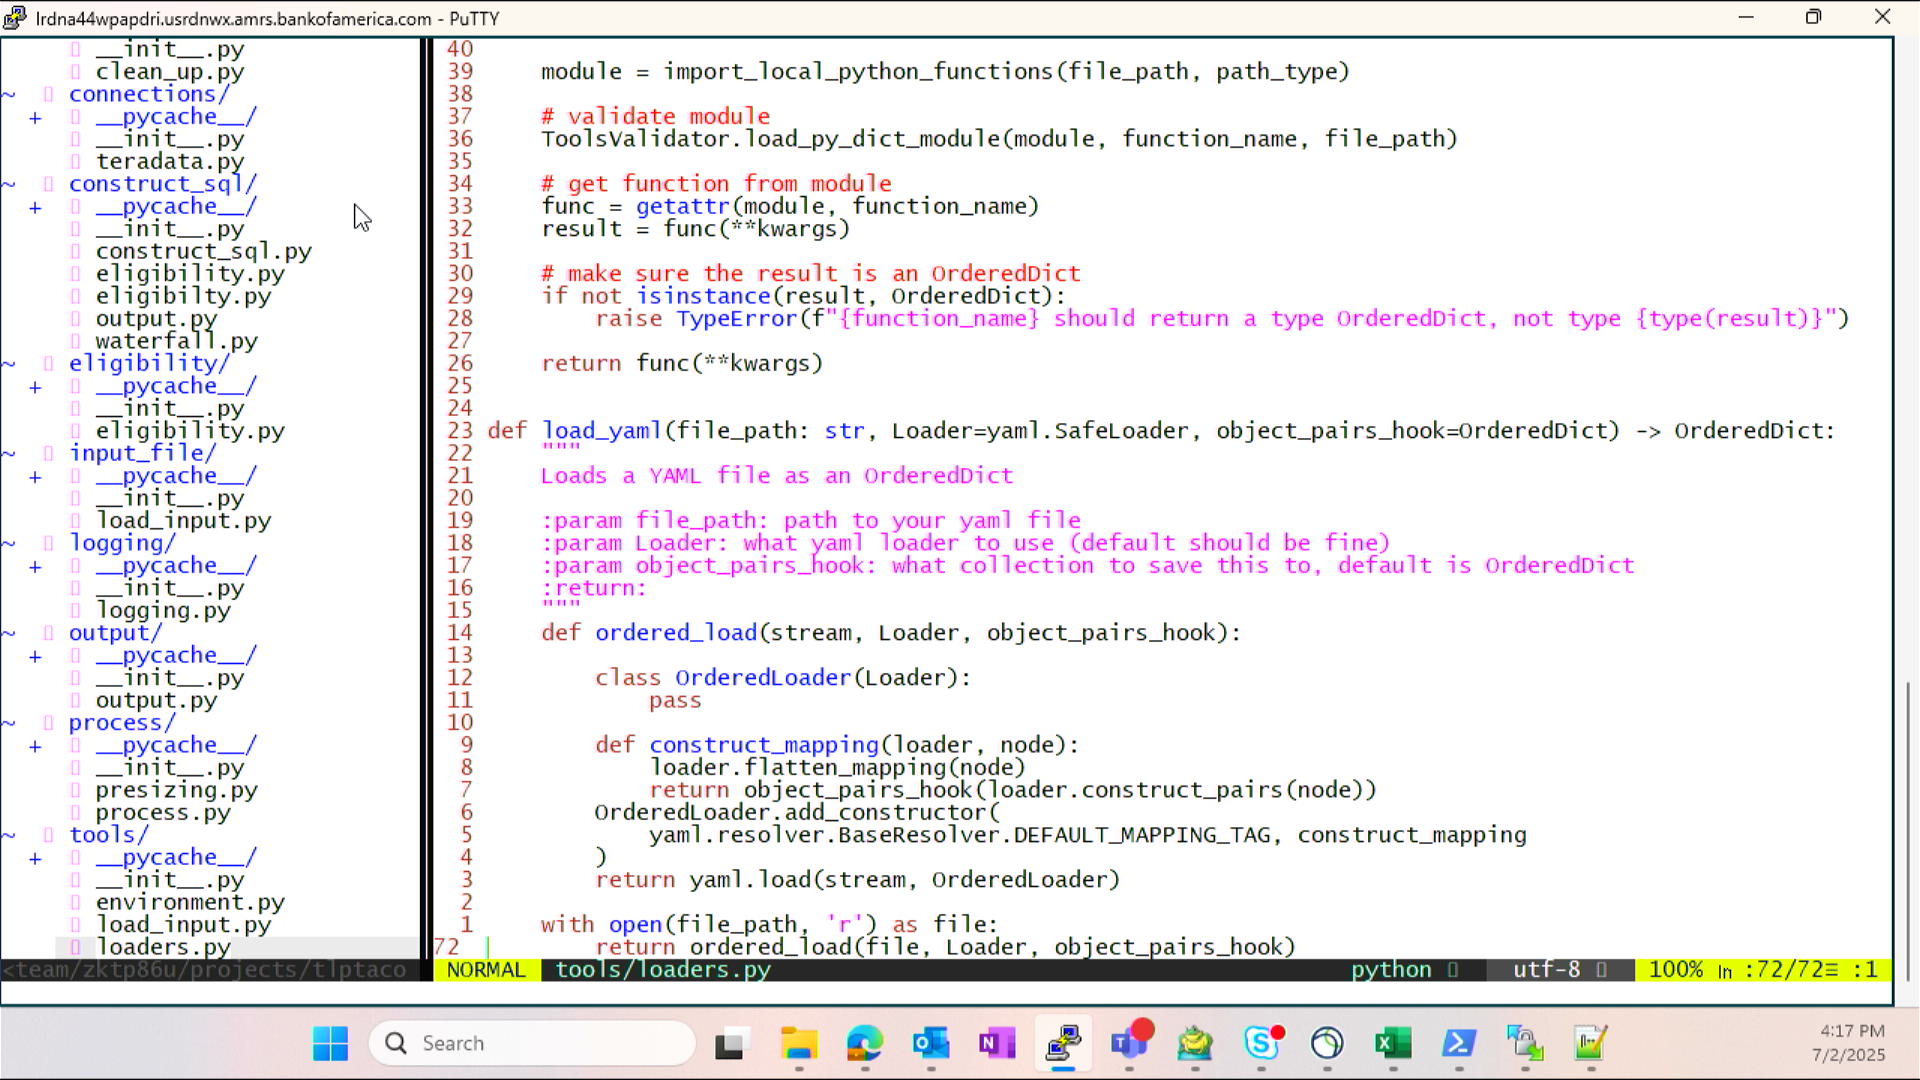 lrdna44wpapdri.usrdnwx.amrs.bankofamerica.com - PuTTY
__init__.py
clean_up.py
~ connections/
+ __pycache__/
__init__.py
teradata.py
~ construct_sql/
+ __pycache__/
__init__.py
construct_sql.py
eligibility.py
eligibilty.py
output.py
waterfall.py
~ eligibility/
+ __pycache__/
__init__.py
eligibility.py
~ input_file/
+ __pycache__/
__init__.py
load_input.py
~ logging/
+ __pycache__/
__init__.py
logging.py
~ output/
+ __pycache__/
__init__.py
output.py
~ process/
+ __pycache__/
__init__.py
presizing.py
process.py
~ tools/
+ __pycache__/
__init__.py
environment.py
load_input.py
loaders.py
<team/zktp86u/projects/tlptaco
40
39     module = import_local_python_functions(file_path, path_type)
38
37     # validate module
36     ToolsValidator.load_py_dict_module(module, function_name, file_path)
35
34     # get function from module
33     func = getattr(module, function_name)
32     result = func(**kwargs)
31
30     # make sure the result is an OrderedDict
29     if not isinstance(result, OrderedDict):
28         raise TypeError(f"{function_name} should return a type OrderedDict, not type {type(result)}")
27
26     return func(**kwargs)
25
24
23 def load_yaml(file_path: str, Loader=yaml.SafeLoader, object_pairs_hook=OrderedDict) -> OrderedDict:
22     """
21     Loads a YAML file as an OrderedDict
20
19     :param file_path: path to your yaml file
18     :param Loader: what yaml loader to use (default should be fine)
17     :param object_pairs_hook: what collection to save this to, default is OrderedDict
16     :return:
15     """
14     def ordered_load(stream, Loader, object_pairs_hook):
13
12         class OrderedLoader(Loader):
11             pass
10
9         def construct_mapping(loader, node):
8             loader.flatten_mapping(node)
7             return object_pairs_hook(loader.construct_pairs(node))
6         OrderedLoader.add_constructor(
5             yaml.resolver.BaseResolver.DEFAULT_MAPPING_TAG, construct_mapping
4         )
3         return yaml.load(stream, OrderedLoader)
2
1     with open(file_path, 'r') as file:
72         return ordered_load(file, Loader, object_pairs_hook)
NORMAL tools/loaders.py python utf-8 100% ln :72/72≡ :1
Search
4:17 PM
7/2/2025